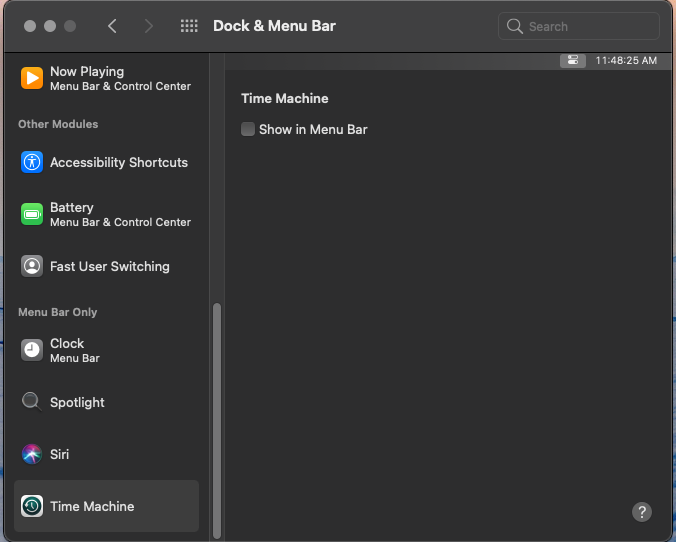 Dock & Menu Bar
Search
Now Playing
Menu Bar & Control Center
Other Modules
Accessibility Shortcuts
Battery
Menu Bar & Control Center
Fast User Switching
Menu Bar Only
Clock
Menu Bar
Spotlight
Siri
Time Machine
11:48:25 AM
Time Machine
Show in Menu Bar
?